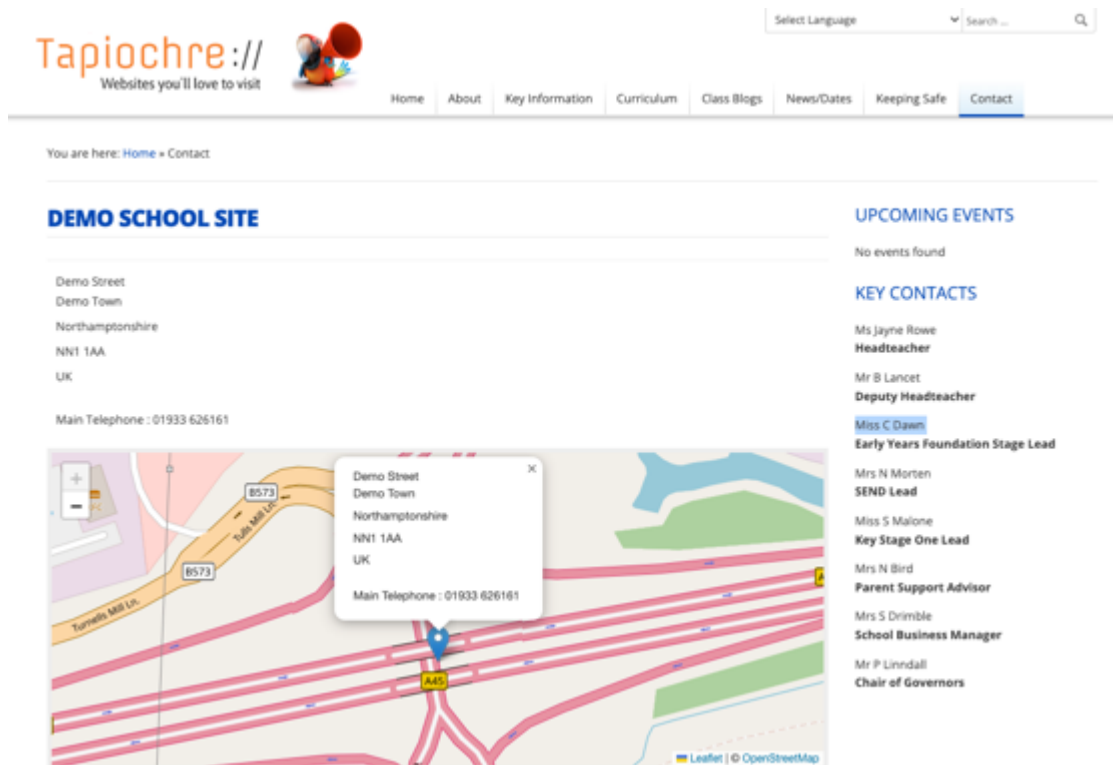 Select Language
Search ...
Tapiochre://
Websites you'll love to visit
Home About Key Information Curriculum Class Blogs News/Dates Keeping Safe Contact
You are here: Home » Contact
DEMO SCHOOL SITE
Demo Street
Demo Town
Northamptonshire
NN1 1AA
UK
Main Telephone : 01933 626161
+
−
B573
Tulls Mill Ln.
B573
Turnells Mill Ln.
Demo Street
Demo Town
Northamptonshire
NN1 1AA
UK
Main Telephone : 01933 626161
×
A45
Leaflet | © OpenStreetMap
UPCOMING EVENTS
No events found
KEY CONTACTS
Ms Jayne Rowe
Headteacher
Mr B Lancet
Deputy Headteacher
Miss C Dawn
Early Years Foundation Stage Lead
Mrs N Morten
SEND Lead
Miss S Malone
Key Stage One Lead
Mrs N Bird
Parent Support Advisor
Mrs S Drimble
School Business Manager
Mr P Linndall
Chair of Governors